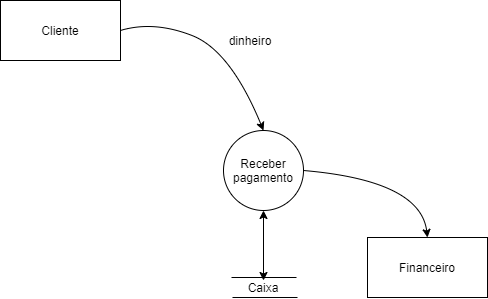 Cliente
dinheiro
Receber
pagamento
Financeiro
Caixa